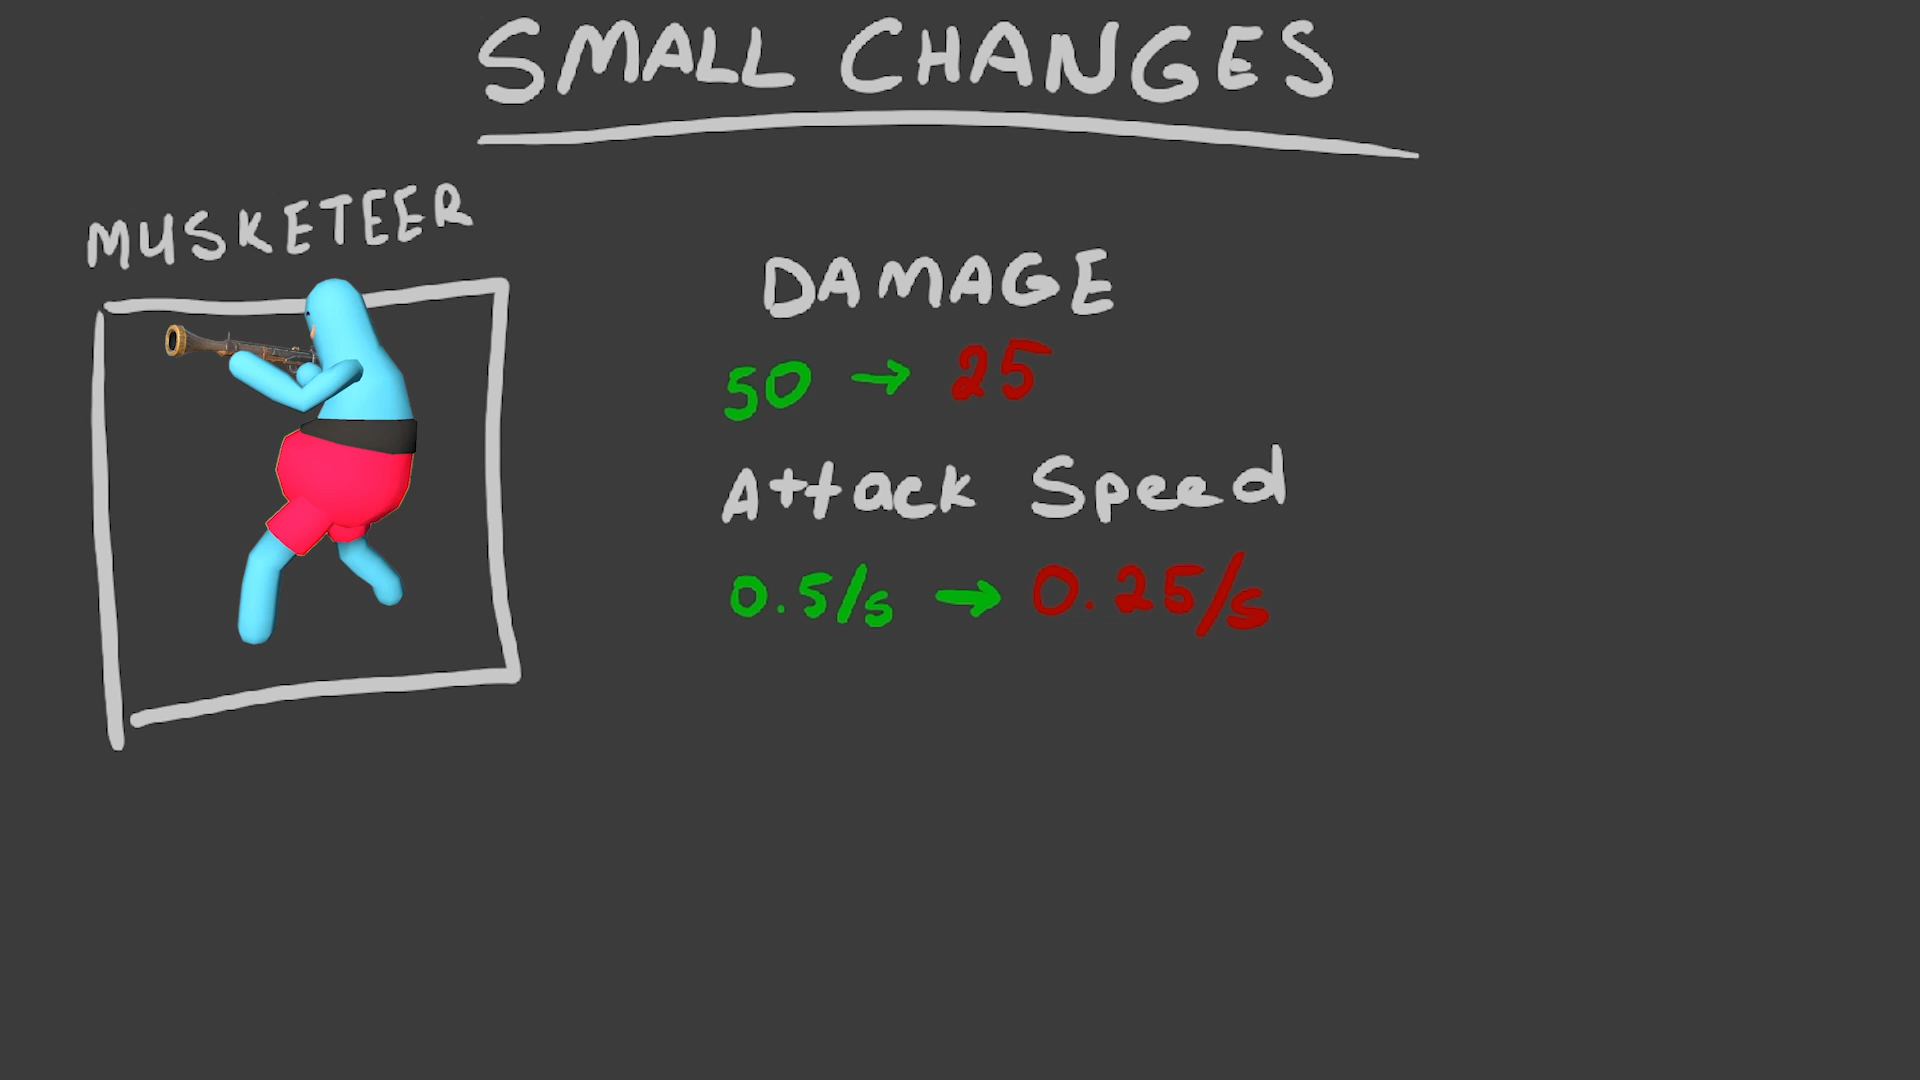 SMALL CHANGES
MUSKETEER
DAMAGE
50 → 25
Attack Speed
0.5/s → 0.25/s